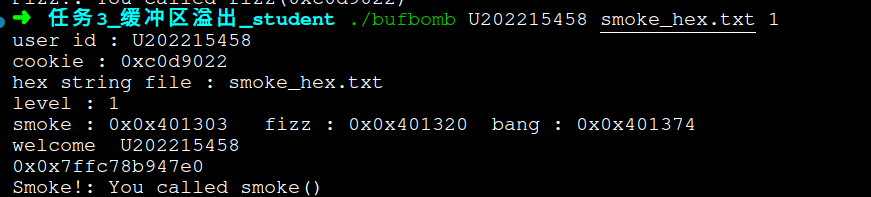 Fizz!: You called fizz(0xc0d9022)
➜ 任务3_缓冲区溢出_student ./bufbomb U202215458 smoke_hex.txt 1
user id : U202215458
cookie : 0xc0d9022
hex string file : smoke_hex.txt
level : 1
smoke : 0x0x401303   fizz : 0x0x401320  bang : 0x0x401374
welcome  U202215458
0x0x7ffc78b947e0
Smoke!: You called smoke()